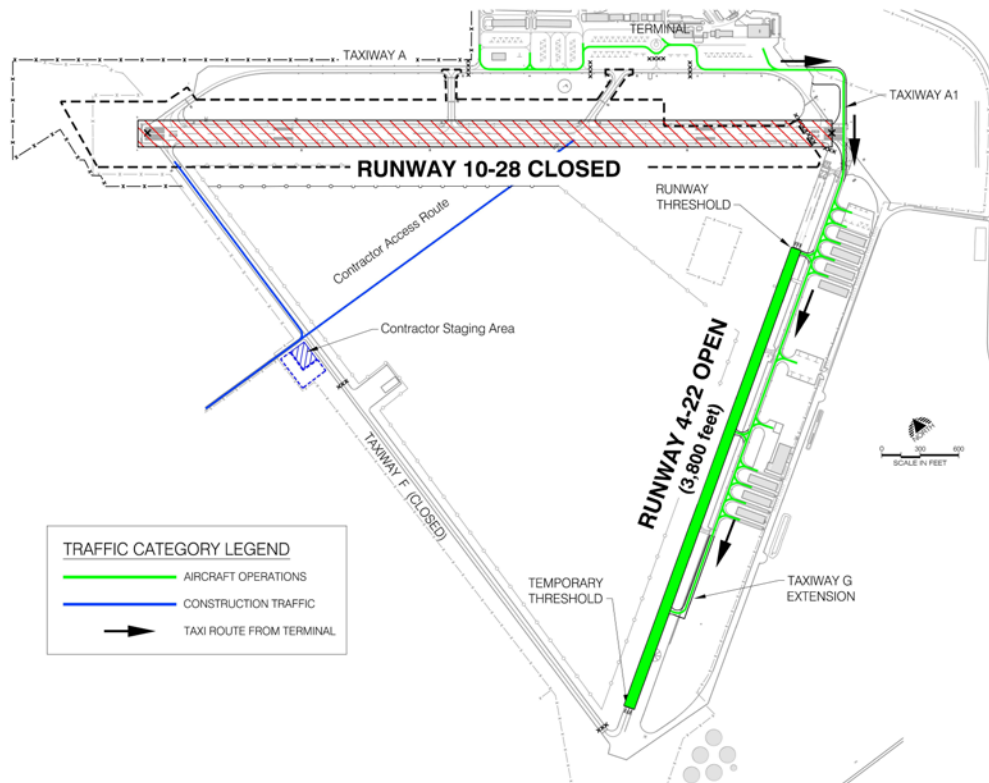 TERMINAL
TAXIWAY A
TAXIWAY A1
RUNWAY 10-28 CLOSED
RUNWAY
THRESHOLD
Contractor Access Route
Contractor Staging Area
RUNWAY 4-22 OPEN
(3,800 feet)
NORTH
0 300 600
SCALE IN FEET
TAXIWAY F (CLOSED)
TRAFFIC CATEGORY LEGEND
AIRCRAFT OPERATIONS
CONSTRUCTION TRAFFIC
TAXI ROUTE FROM TERMINAL
TEMPORARY
THRESHOLD
TAXIWAY G
EXTENSION